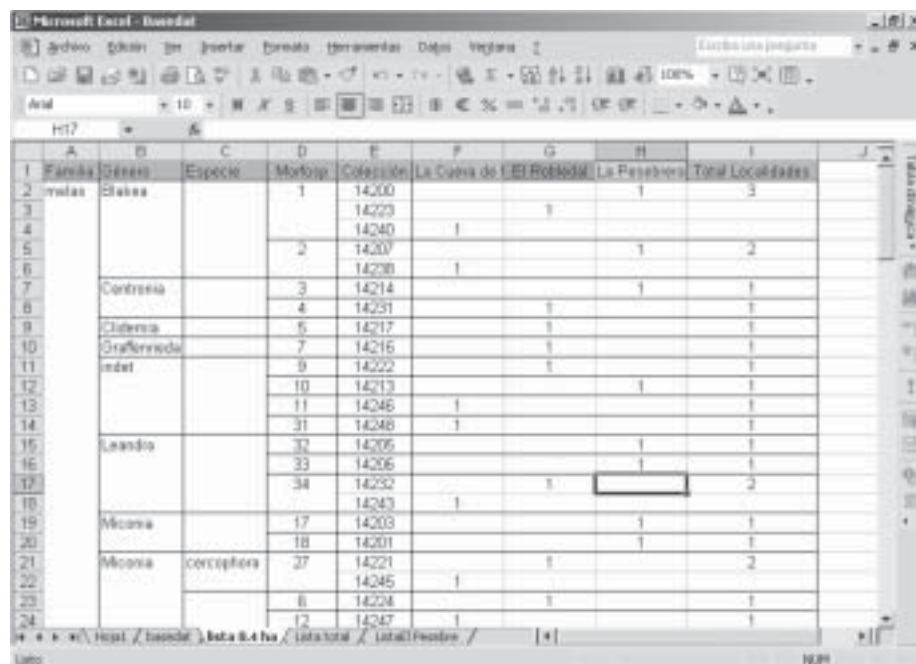 Microsoft Excel - Basedat
Archivo Edición Ver Insertar Formato Herramientas Datos Ventana ?
100%
Arial 10 N K S € %
H17
A B C D E F G H I J
1 Familia Género Especie Morfosp Colección La Cueva de El Robledal La Pesebrera Total Localidades
2 melas Blakea 1 14200 1 3
3 14223 1
4 14240 1
5 2 14207 1 2
6 14238 1
7 Centronia 3 14214 1 1
8 4 14231 1 1
9 Clidemia 5 14217 1 1
10 Graffenrieda 7 14216 1 1
11 indet 9 14222 1 1
12 10 14213 1 1
13 11 14246 1 1
14 31 14248 1 1
15 Leandra 32 14205 1 1
16 33 14206 1 1
17 34 14232 1 2
18 14243 1
19 Miconia 17 14203 1 1
20 18 14201 1 1
21 Miconia cercophora 27 14221 1 2
22 14245 1
23 6 14224 1 1
24 12 14247 1 1
Hoja1 / basedat / lista 0.4 ha / Lista total /
Listo NUM